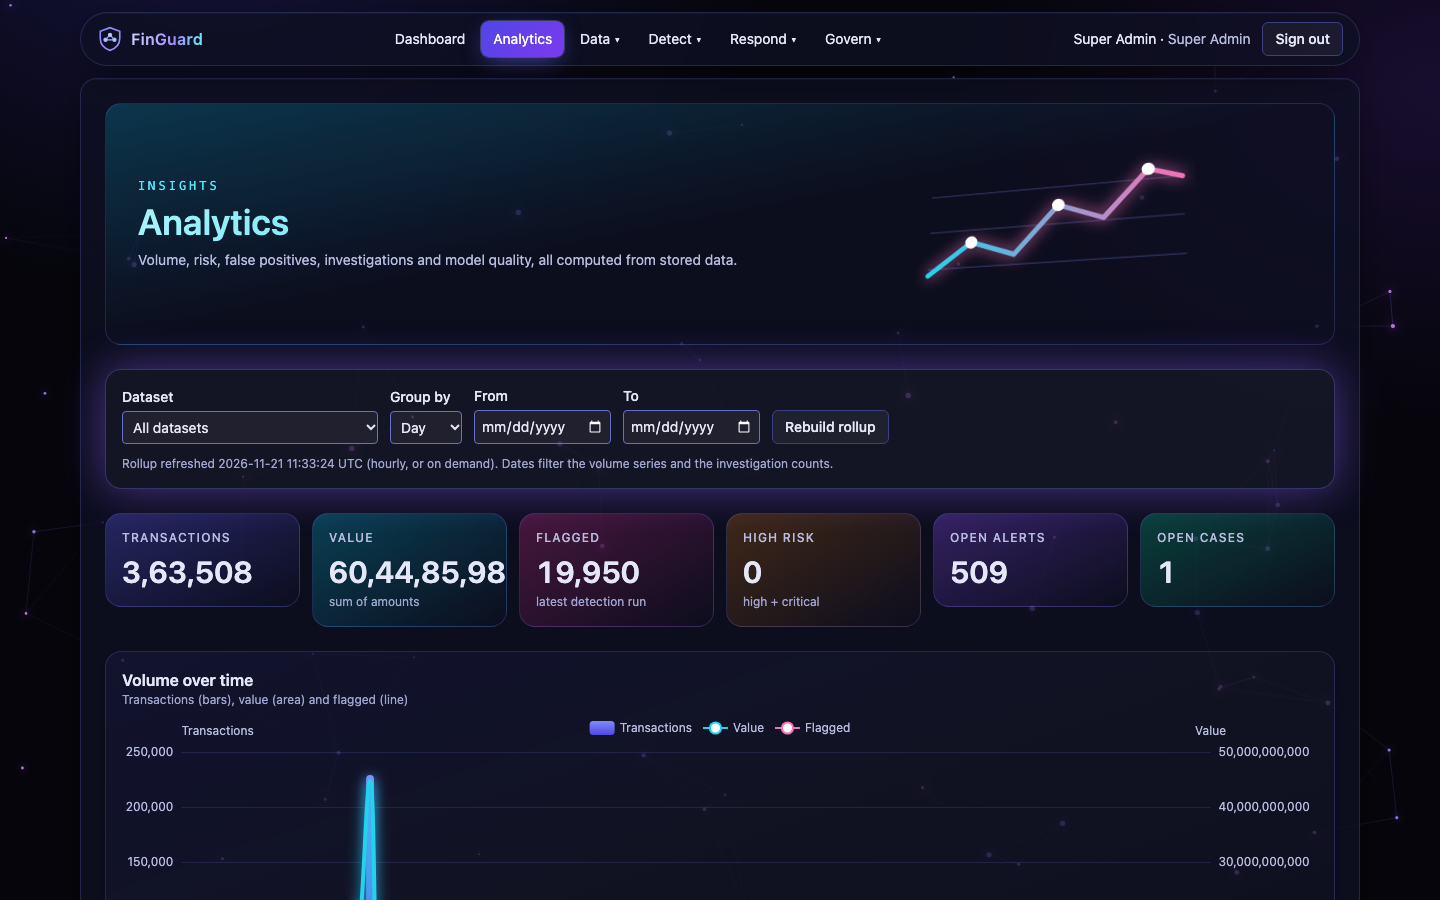 FinGuard
Dashboard
Analytics
Data ▾
Detect ▾
Respond ▾
Govern ▾
Super Admin · Super Admin
Sign out
INSIGHTS
Analytics
Volume, risk, false positives, investigations and model quality, all computed from stored data.
Dataset
Group by
From
To
All datasets
Day
mm/dd/yyyy
mm/dd/yyyy
Rebuild rollup
Rollup refreshed 2026-11-21 11:33:24 UTC (hourly, or on demand). Dates filter the volume series and the investigation counts.
TRANSACTIONS
3,63,508
VALUE
60,44,85,98
sum of amounts
FLAGGED
19,950
latest detection run
HIGH RISK
0
high + critical
OPEN ALERTS
509
OPEN CASES
1
Volume over time
Transactions (bars), value (area) and flagged (line)
Transactions
Transactions
Value
Flagged
Value
250,000
50,000,000,000
200,000
40,000,000,000
150,000
30,000,000,000